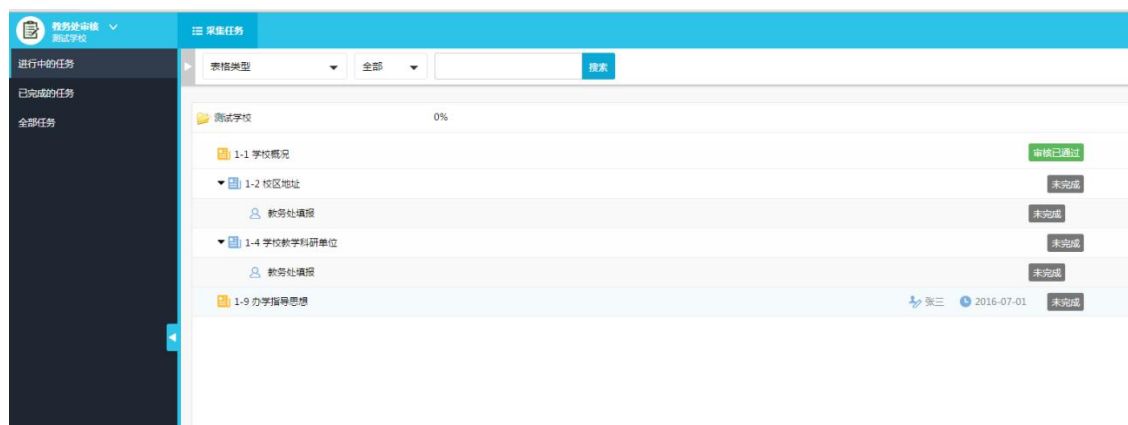 教务处审核
测试学校
采集任务
进行中的任务
已完成的任务
全部任务
表格类型 全部 搜索
测试学校 0%
1-1 学校概况 审核已通过
1-2 校区地址 未完成
教务处填报 未完成
1-4 学校教学科研单位 未完成
教务处填报 未完成
1-9 办学指导思想 张三 2016-07-01 未完成